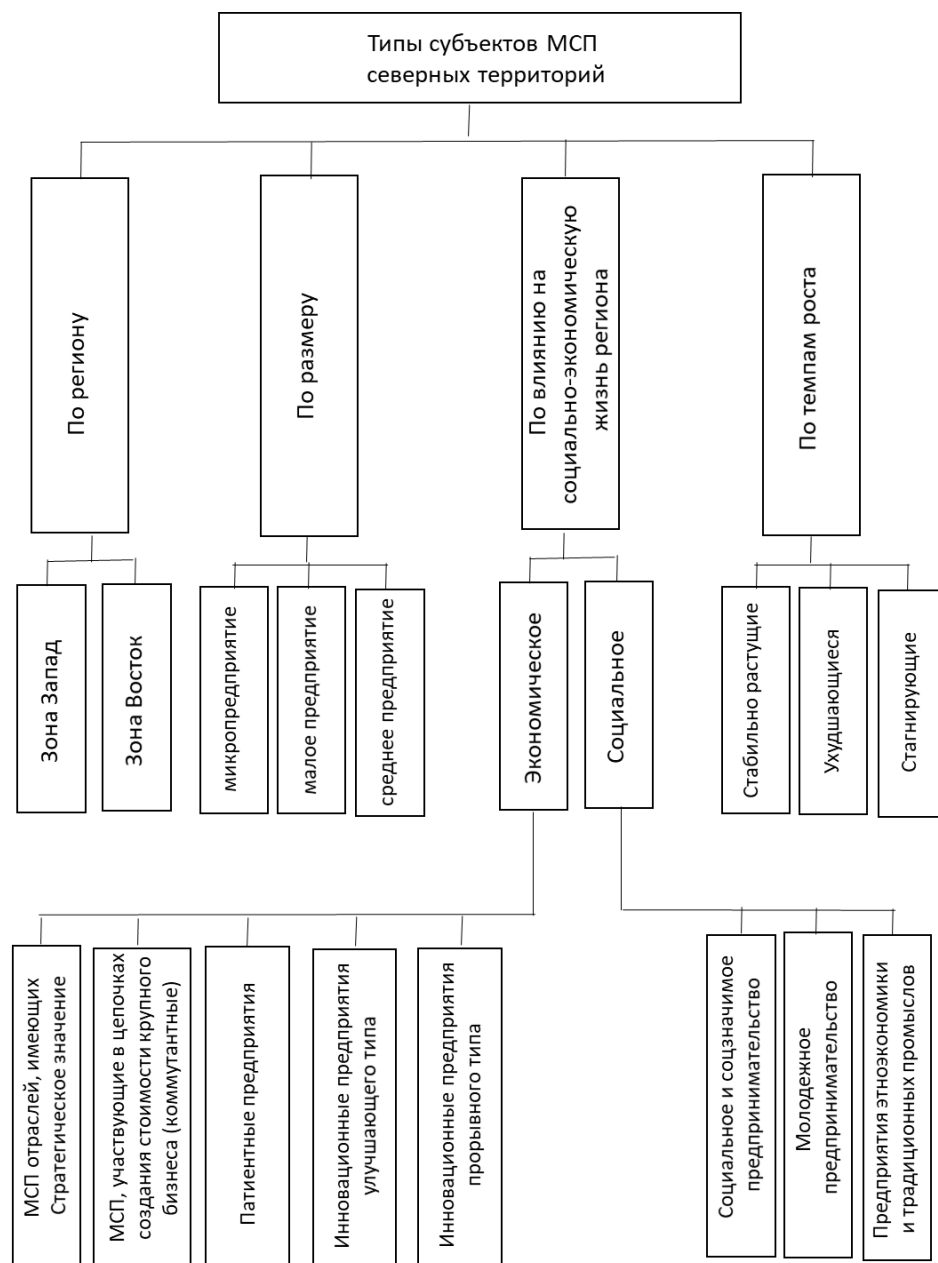 Типы субъектов МСП
северных территорий
По региону
По размеру
По влиянию на
социально-экономическую
жизнь региона
По темпам роста
Зона Запад
Зона Восток
микропредприятие
малое предприятие
среднее предприятие
Экономическое
Социальное
Стабильно растущие
Ухудшающиеся
Стагнирующие
МСП отраслей, имеющих
Стратегическое значение
МСП, участвующие в цепочках
создания стоимости крупного
бизнеса (коммутантные)
Патиентные предприятия
Инновационные предприятия
улучшающего типа
Инновационные предприятия
прорывного типа
Социальное и соцзначимое
предпринимательство
Молодежное
предпринимательство
Предприятия этноэкономики
и традиционных промыслов